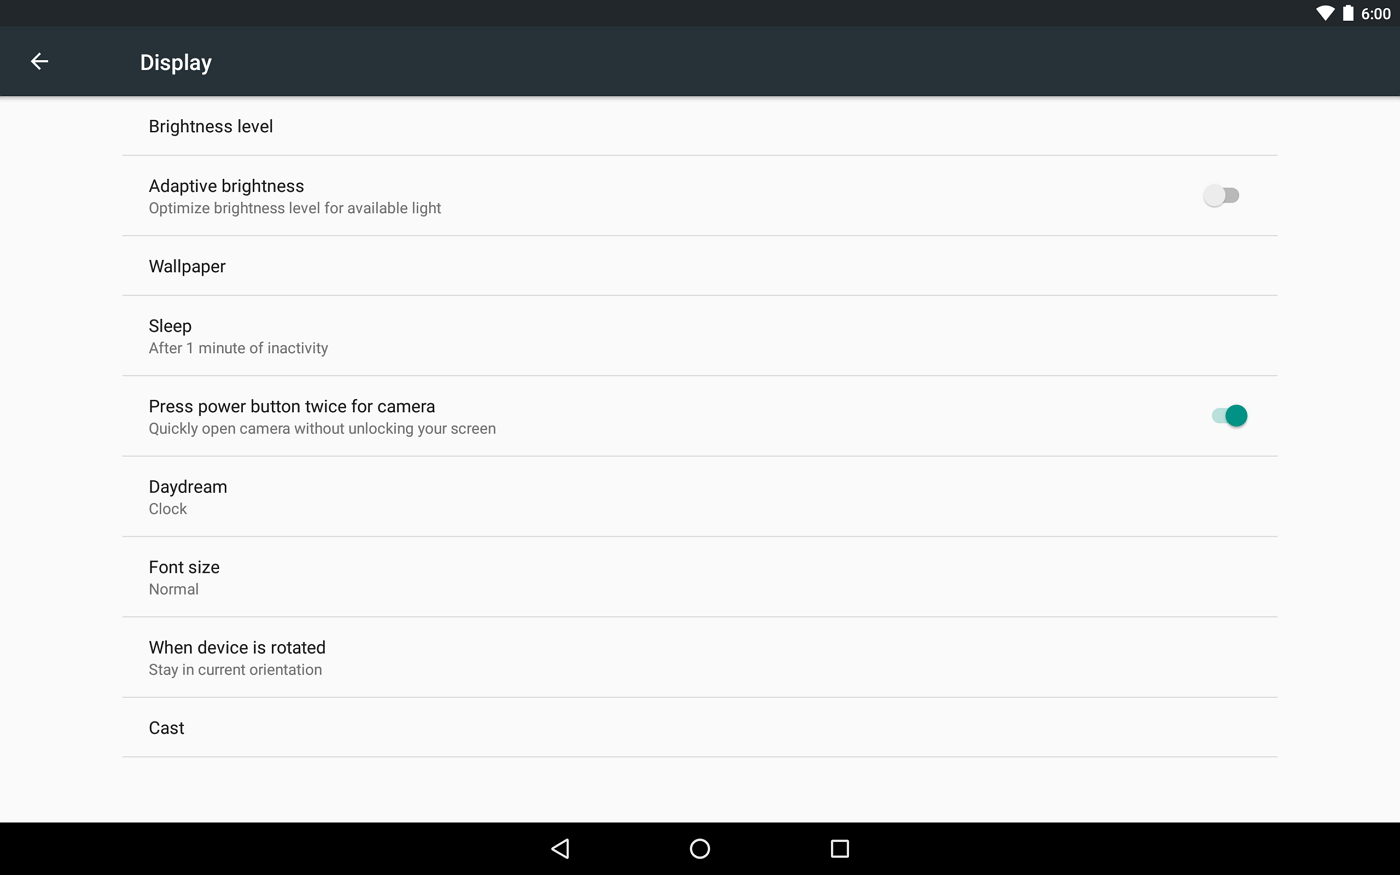 6:00
Display
Brightness level
Adaptive brightness
Optimize brightness level for available light
Wallpaper
Sleep
After 1 minute of inactivity
Press power button twice for camera
Quickly open camera without unlocking your screen
Daydream
Clock
Font size
Normal
When device is rotated
Stay in current orientation
Cast